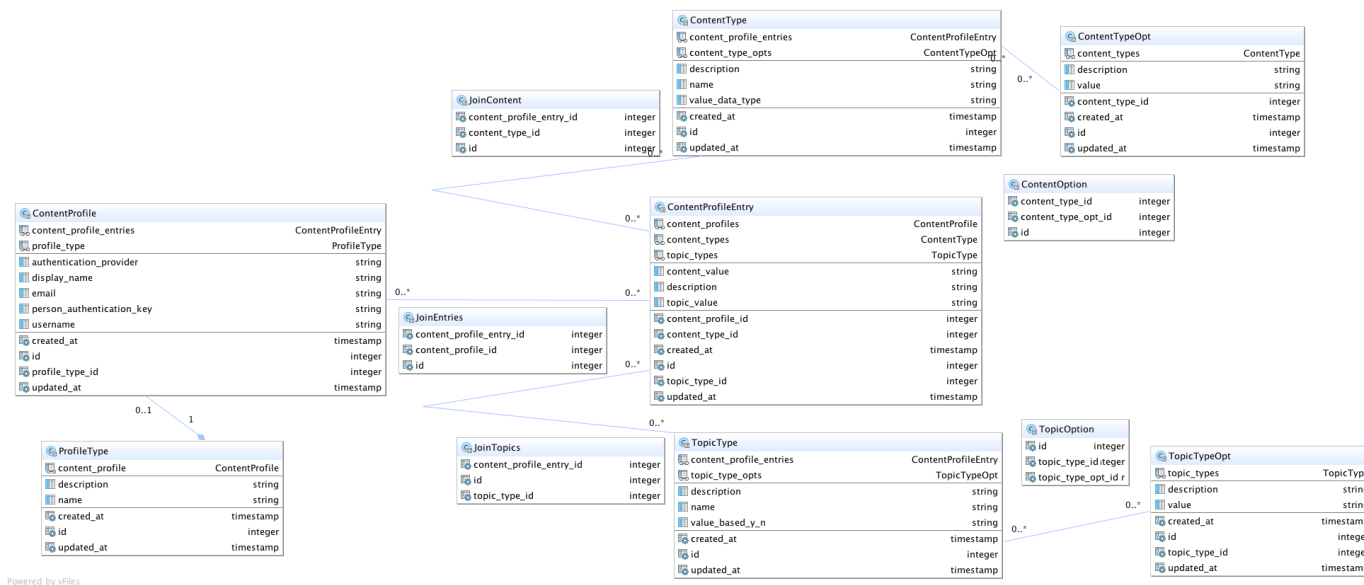 ContentType
content_profile_entries ContentProfileEntry
content_type_opts ContentTypeOpt
description string
name string
value_data_type string
created_at timestamp
id integer
updated_at timestamp
0..*
0..*
0..*
ContentTypeOpt
content_types ContentType
description string
value string
content_type_id integer
created_at timestamp
id integer
updated_at timestamp
JoinContent
content_profile_entry_id integer
content_type_id integer
id integer
ContentOption
content_type_id integer
content_type_opt_id integer
id integer
ContentProfile
content_profile_entries ContentProfileEntry
profile_type ProfileType
authentication_provider string
display_name string
email string
person_authentication_key string
username string
created_at timestamp
id integer
profile_type_id integer
updated_at timestamp
0..*
0..*
0..*
ContentProfileEntry
content_profiles ContentProfile
content_types ContentType
topic_types TopicType
content_value string
description string
topic_value string
content_profile_id integer
content_type_id integer
created_at timestamp
id integer
topic_type_id integer
updated_at timestamp
JoinEntries
content_profile_entry_id integer
content_profile_id integer
id integer
0..*
0..*
0..1
1
ProfileType
content_profile ContentProfile
description string
name string
created_at timestamp
id integer
updated_at timestamp
JoinTopics
content_profile_entry_id integer
id integer
topic_type_id integer
TopicType
content_profile_entries ContentProfileEntry
topic_type_opts TopicTypeOpt
description string
name string
value_based_y_n string
created_at timestamp
id integer
updated_at timestamp
0..*
0..*
TopicOption
id integer
topic_type_id
topic_type_opt_id
TopicTypeOpt
topic_types
description
value
created_at
id
topic_type_id
updated_at
Powered by yFiles